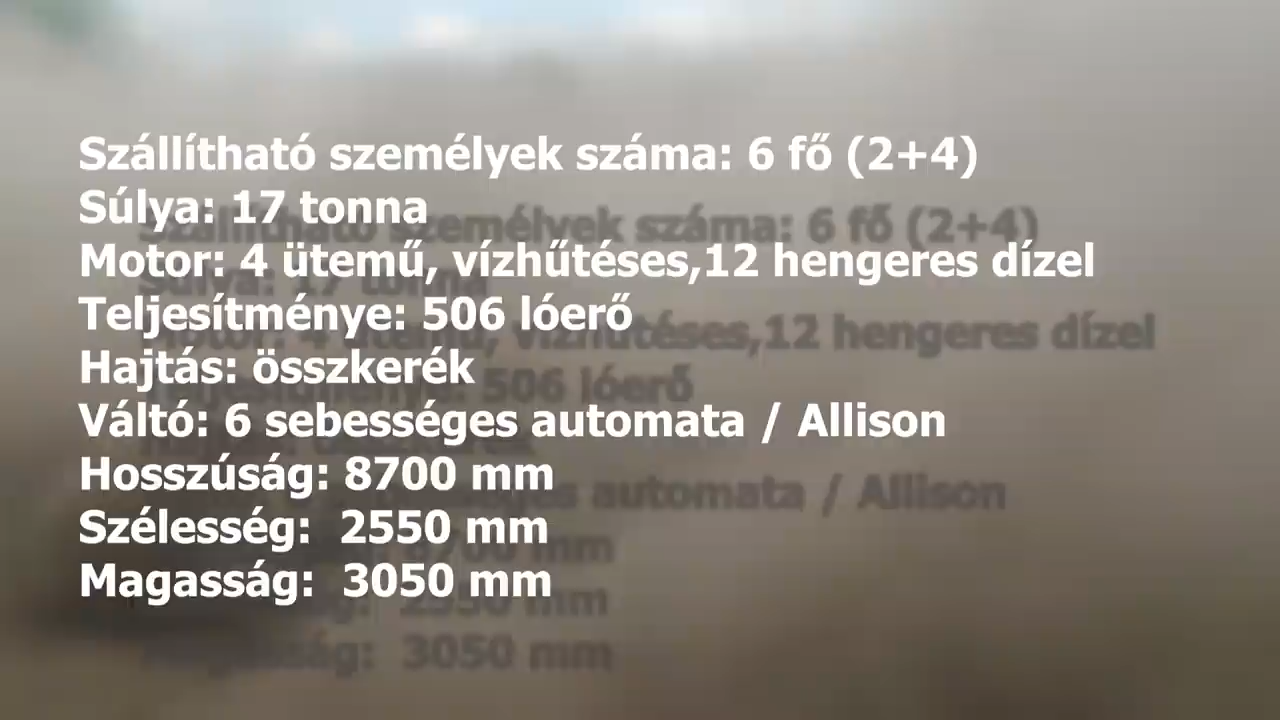 Szállítható személyek száma: 6 fő (2+4)
Súlya: 17 tonna
Motor: 4 ütemű, vízhűtéses,12 hengeres dízel
Teljesítménye: 506 lóerő
Hajtás: összkerék
Váltó: 6 sebességes automata / Allison
Hosszúság: 8700 mm
Szélesség:  2550 mm
Magasság:  3050 mm